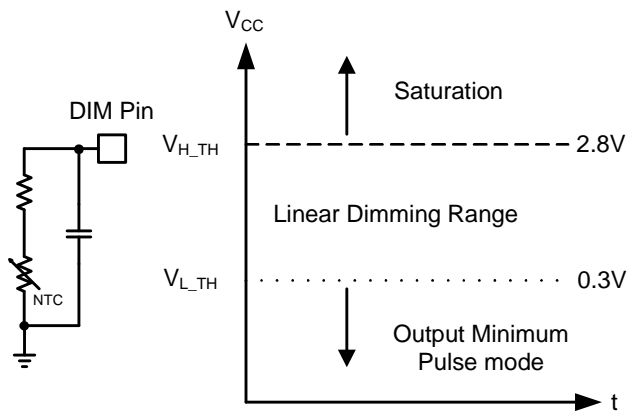 V_CC
DIM Pin
Saturation
V_H_TH
2.8V
Linear Dimming Range
V_L_TH
0.3V
NTC
Output Minimum
Pulse mode
t